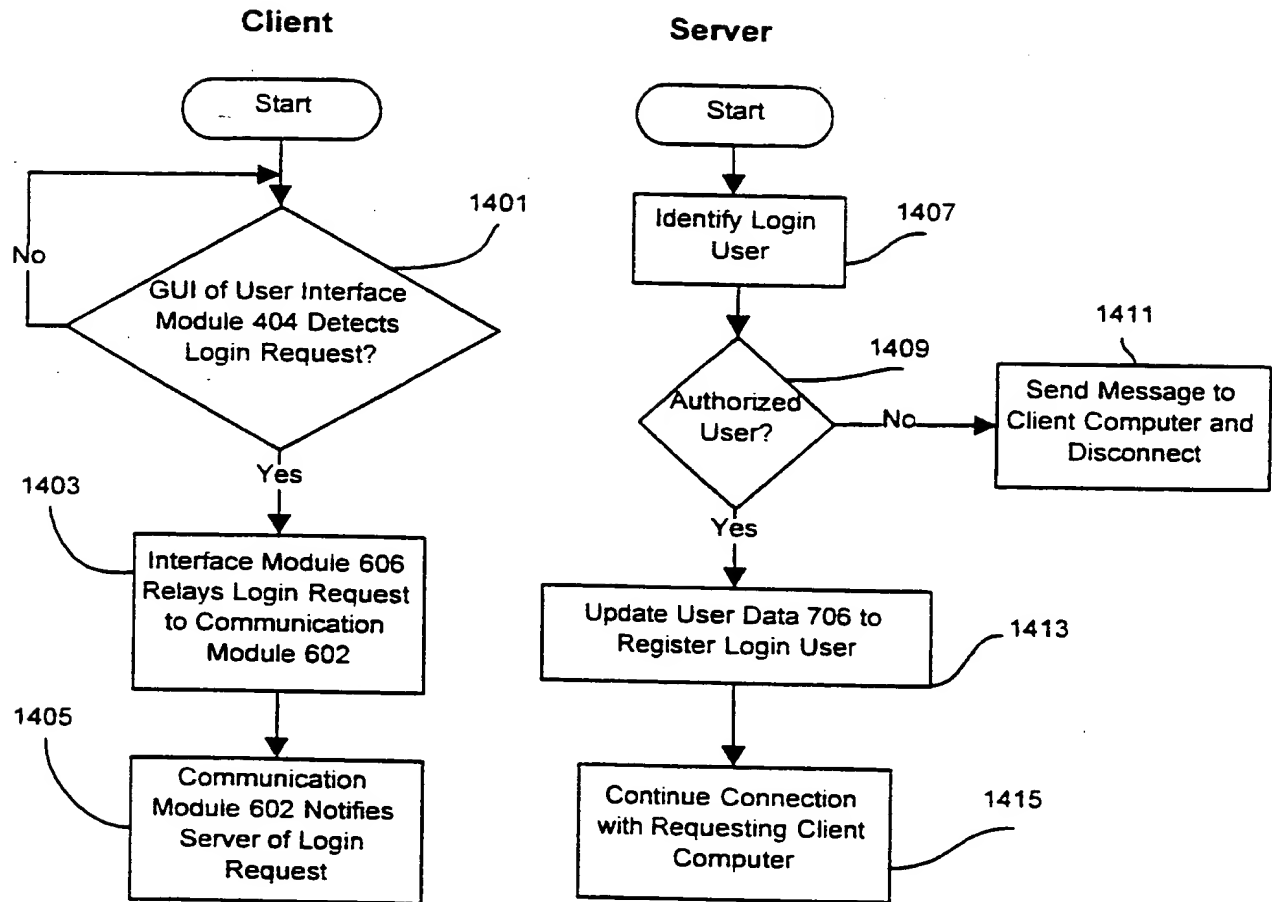 Client
Start
1401
No
GUI of User Interface
Module 404 Detects
Login Request?
Yes
1403
Interface Module 606
Relays Login Request
to Communication
Module 602
1405
Communication
Module 602 Notifies
Server of Login
Request
Server
Start
Identify Login
User
1407
1409
Authorized
User?
No
1411
Send Message to
Client Computer and
Disconnect
Yes
Update User Data 706 to
Register Login User
1413
Continue Connection
with Requesting Client
Computer
1415